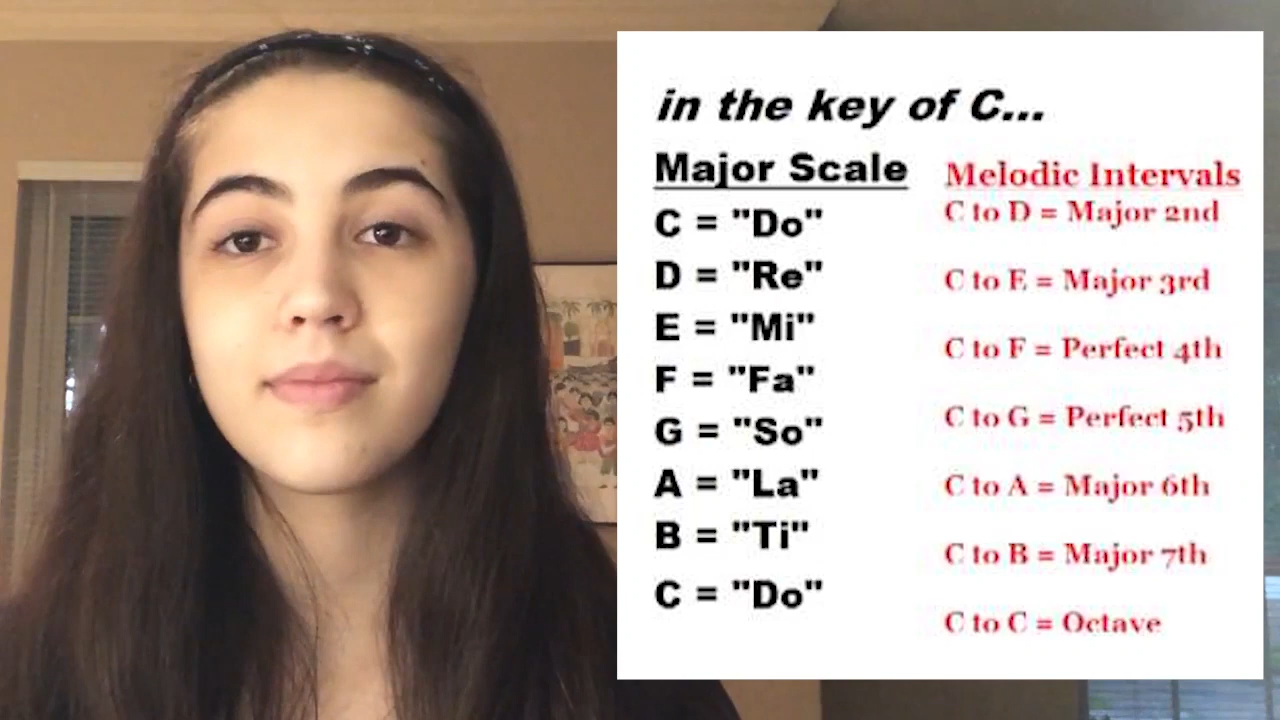 in the key of C...
Major Scale
C = "Do"
D = "Re"
E = "Mi"
F = "Fa"
G = "So"
A = "La"
B = "Ti"
C = "Do"
Melodic Intervals
C to D = Major 2nd
C to E = Major 3rd
C to F = Perfect 4th
C to G = Perfect 5th
C to A = Major 6th
C to B = Major 7th
C to C = Octave